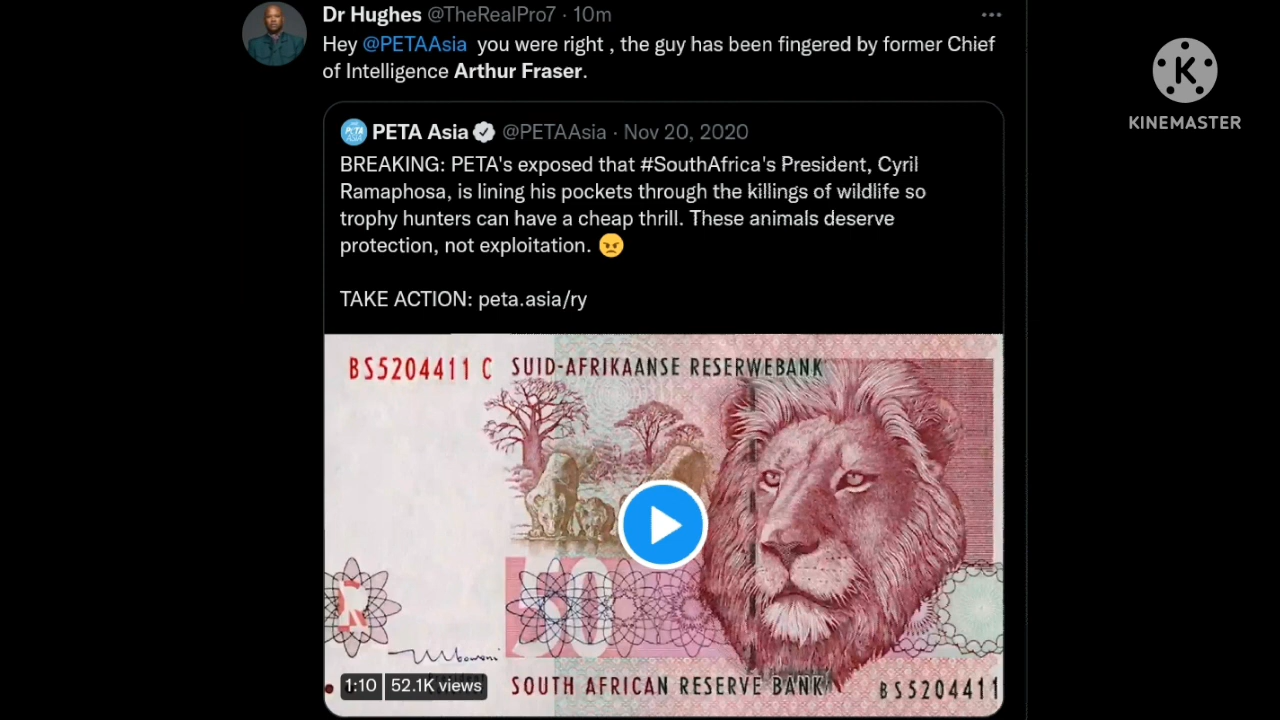 Dr Hughes @TheRealPro7 · 10m
Hey @PETAAsia you were right , the guy has been fingered by former Chief
of Intelligence Arthur Fraser.
PETA Asia @PETAAsia · Nov 20, 2020
BREAKING: PETA's exposed that #SouthAfrica's President, Cyril
Ramaphosa, is lining his pockets through the killings of wildlife so
trophy hunters can have a cheap thrill. These animals deserve
protection, not exploitation. 😠
TAKE ACTION: peta.asia/ry
BS5204411 C SUID-AFRIKAANSE RESERWEBANK
50
1:10 52.1K views
SOUTH AFRICAN RESERVE BANK BS5204411
K
KINEMASTER